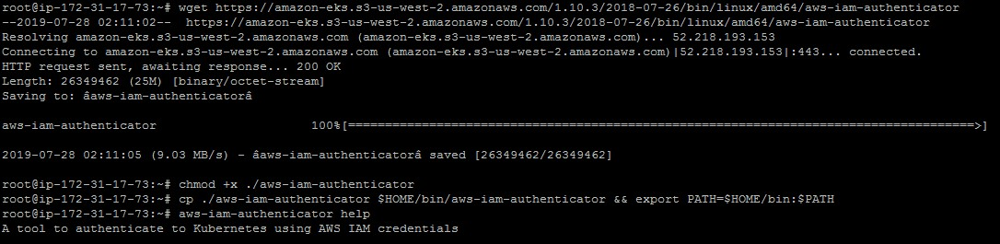 root@ip-172-31-17-73:~# wget https://amazon-eks.s3-us-west-2.amazonaws.com/1.10.3/2018-07-26/bin/linux/amd64/aws-iam-authenticator
--2019-07-28 02:11:02--  https://amazon-eks.s3-us-west-2.amazonaws.com/1.10.3/2018-07-26/bin/linux/amd64/aws-iam-authenticator
Resolving amazon-eks.s3-us-west-2.amazonaws.com (amazon-eks.s3-us-west-2.amazonaws.com)... 52.218.193.153
Connecting to amazon-eks.s3-us-west-2.amazonaws.com (amazon-eks.s3-us-west-2.amazonaws.com)|52.218.193.153|:443... connected.
HTTP request sent, awaiting response... 200 OK
Length: 26349462 (25M) [binary/octet-stream]
Saving to: âaws-iam-authenticatorâ
aws-iam-authenticator 100%[=====================================================================================>]
2019-07-28 02:11:05 (9.03 MB/s) - âaws-iam-authenticatorâ saved [26349462/26349462]
root@ip-172-31-17-73:~# chmod +x ./aws-iam-authenticator
root@ip-172-31-17-73:~# cp ./aws-iam-authenticator $HOME/bin/aws-iam-authenticator && export PATH=$HOME/bin:$PATH
root@ip-172-31-17-73:~# aws-iam-authenticator help
A tool to authenticate to Kubernetes using AWS IAM credentials